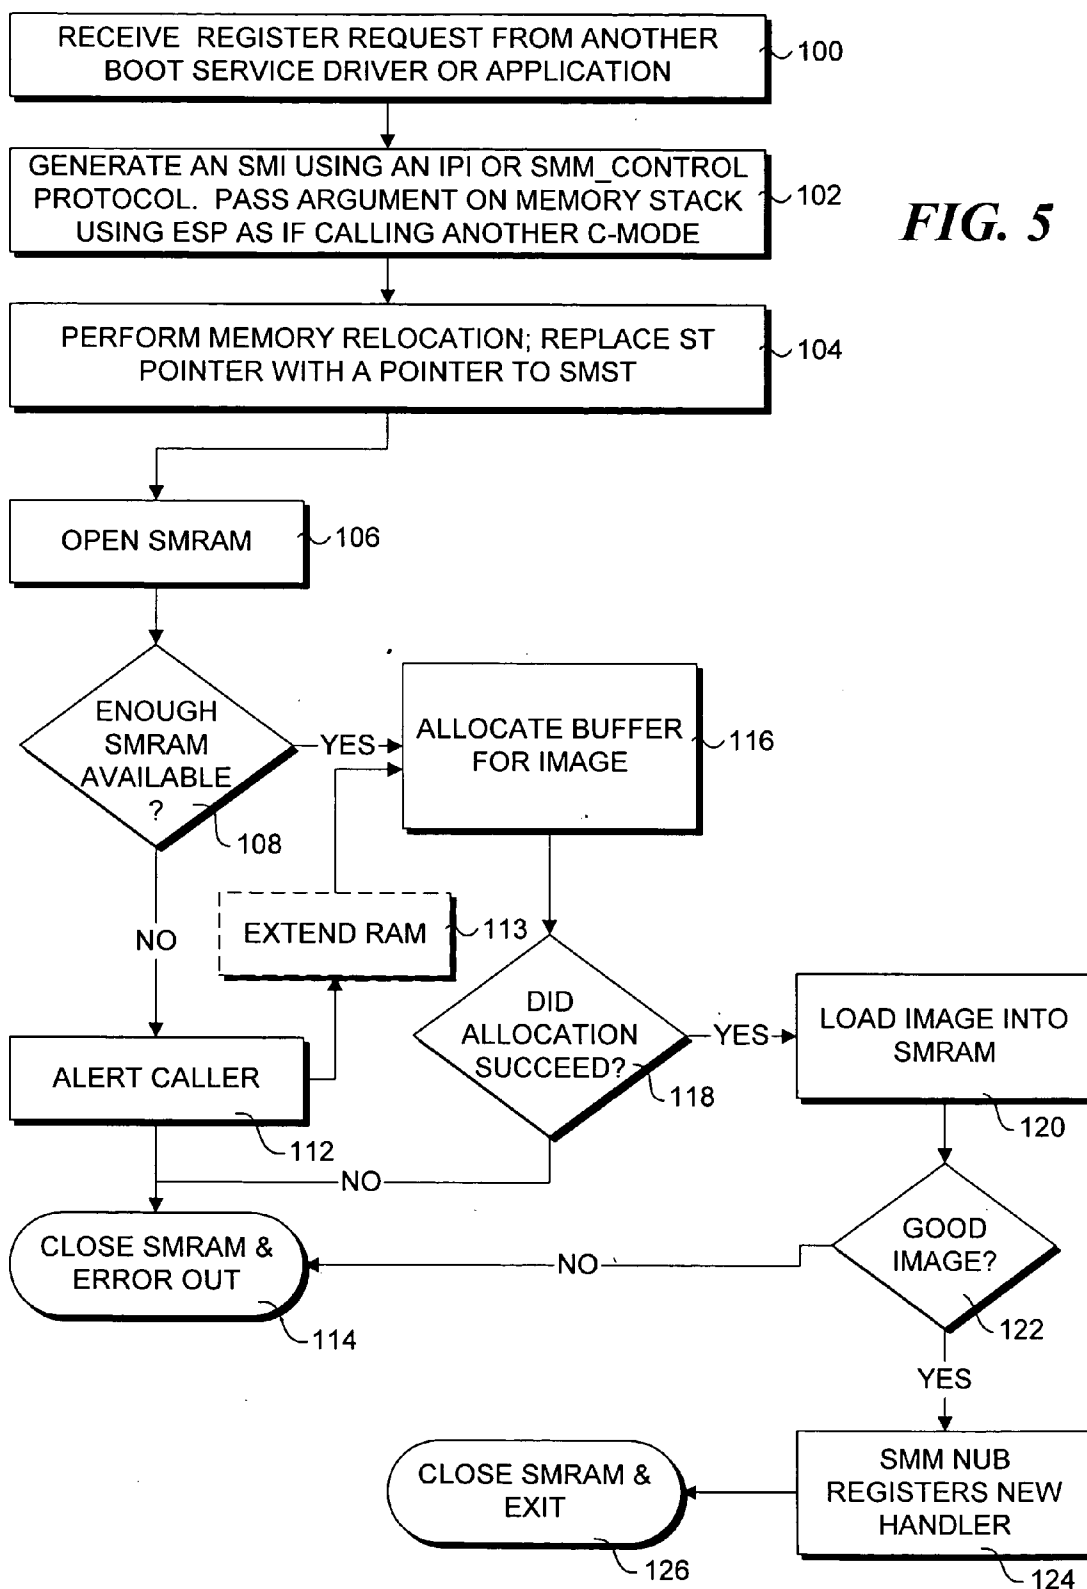 RECEIVE REGISTER REQUEST FROM ANOTHER
BOOT SERVICE DRIVER OR APPLICATION
100
GENERATE AN SMI USING AN IPI OR SMM_CONTROL
PROTOCOL. PASS ARGUMENT ON MEMORY STACK
USING ESP AS IF CALLING ANOTHER C-MODE
102
FIG. 5
PERFORM MEMORY RELOCATION; REPLACE ST
POINTER WITH A POINTER TO SMST
104
OPEN SMRAM
106
ENOUGH
SMRAM
AVAILABLE
?
108
YES
ALLOCATE BUFFER
FOR IMAGE
116
NO
EXTEND RAM
113
DID
ALLOCATION
SUCCEED?
118
YES
LOAD IMAGE INTO
SMRAM
120
ALERT CALLER
112
NO
CLOSE SMRAM &
ERROR OUT
114
NO
GOOD
IMAGE?
122
YES
CLOSE SMRAM &
EXIT
126
SMM NUB
REGISTERS NEW
HANDLER
124